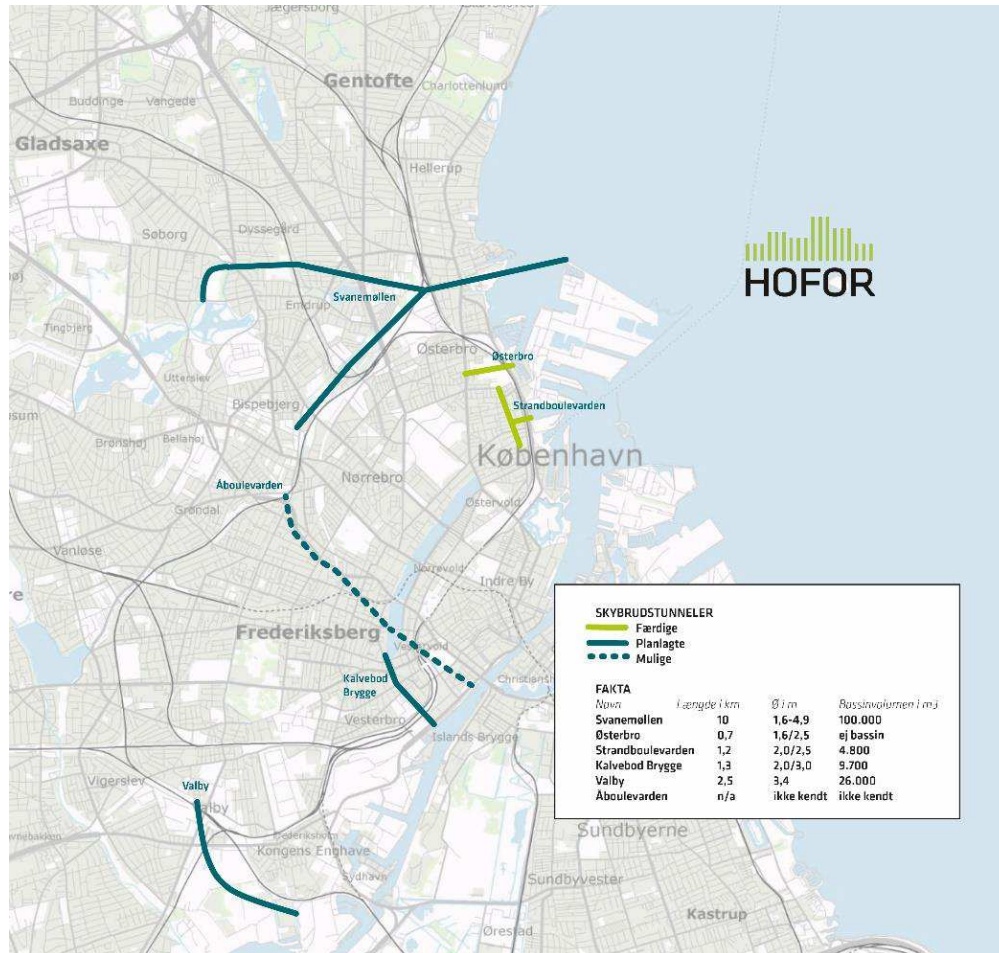 Jægersborg
Gentofte
Charlottenlund
Buddinge
Vangede
Gladsaxe
Hellerup
Dyssegård
Søborg
HOFOR
Svanemøllen
Emdrup
Tingbjerg
Østerbro
Østerbro
Utterslev
Bispebjerg
Strandboulevarden
Brønshøj
Bellahøj
København
Nørrebro
Åboulevarden
Østervold
Grøndal
Vanløse
Nørrevold
Indre By
Frederiksberg
Vestervold
Kalvebod
Brygge
Christiansh
Vesterbro
Islands Brygge
Vigerslev
Valby
Valby
Frederiksholm
Kongens Enghave
Sydhavn
Sundbyerne
Sundbyvester
Kastrup
Ørestad
SKYBRUDSTUNNELER
Færdige
Planlagte
Mulige
FAKTA
Navn Længde i km Ø i m Bassinvolumen i m3
Svanemøllen 10 1,6-4,9 100.000
Østerbro 0,7 1,6/2,5 ej bassin
Strandboulevarden 1,2 2,0/2,5 4.800
Kalvebod Brygge 1,3 2,0/3,0 9.700
Valby 2,5 3,4 26.000
Åboulevarden n/a ikke kendt ikke kendt